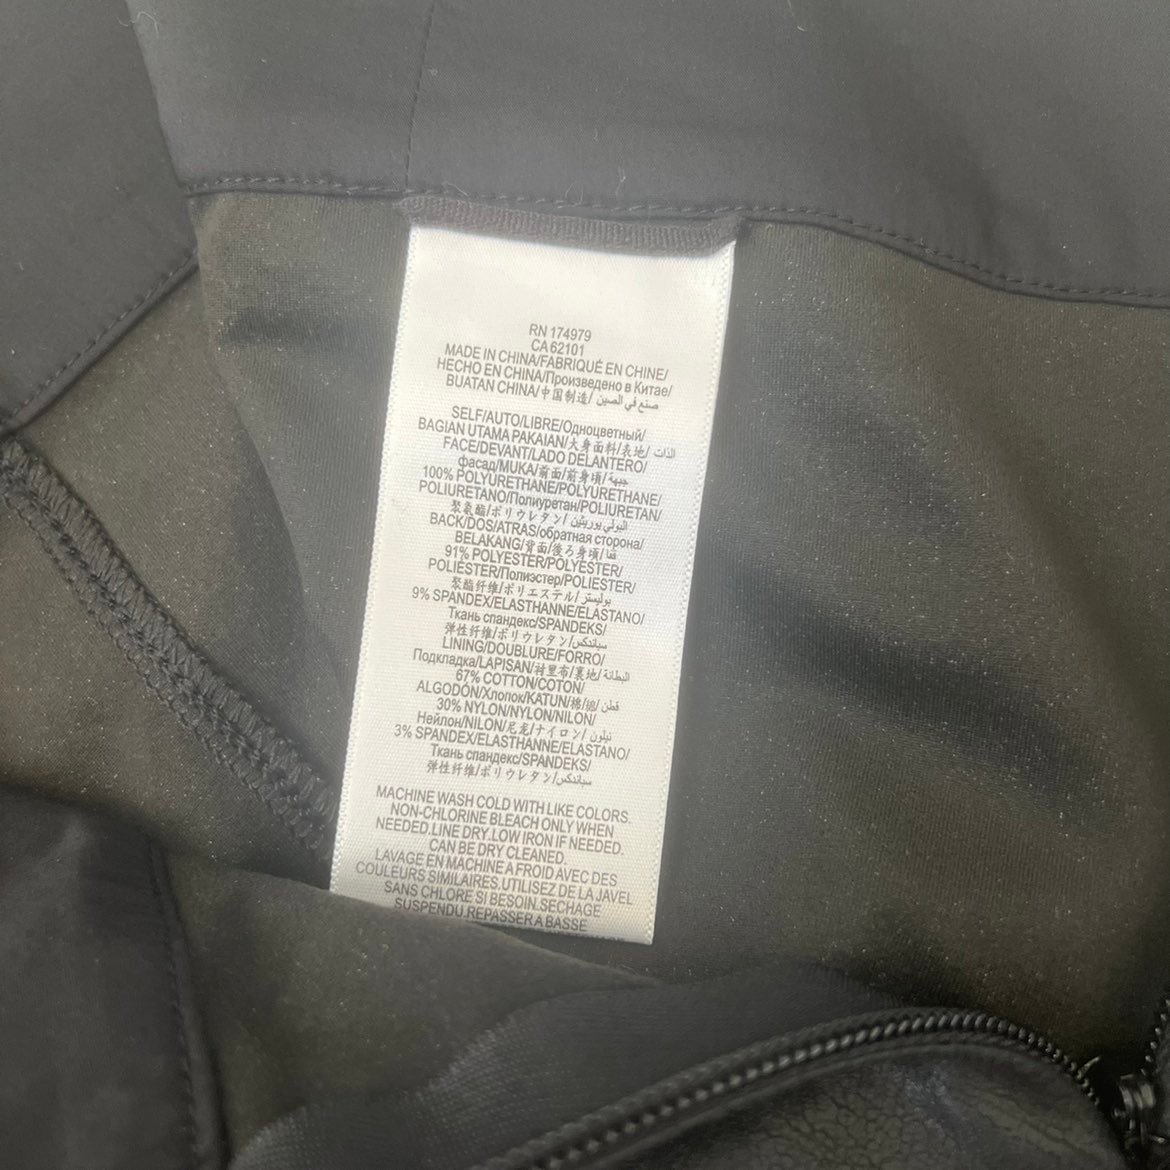 RN 174979
CA 62101
MADE IN CHINA/FABRIQUÉ EN CHINE/
HECHO EN CHINA/Произведено в Китае/
BUATAN CHINA/中国制造/ صنع في الصين
SELF/AUTO/LIBRE/Одноцветный/
BAGIAN UTAMA PAKAIAN/大身面料/表地/ الذات
FACE/DEVANT/LADO DELANTERO/
фасад/MUKA/前面/前身頃/ جبهة
100% POLYURETHANE/POLYURETHANE/
POLIURETANO/Полиуретан/POLIURETAN/
聚氨酯/ポリウレタン/ البولي يوريثين
BACK/DOS/ATRAS/обратная сторона/
BELAKANG/背面/後ろ身頃/
91% POLYESTER/POLYESTER/
POLIÉSTER/Полиэстер/POLIESTER/
聚酯纤维/ポリエステル/ بوليستر
9% SPANDEX/ELASTHANNE/ELASTANO/
Ткань спандекс/SPANDEKS/
弹性纤维/ポリウレタン/ سباندكس
LINING/DOUBLURE/FORRO/
Подкладка/LAPISAN/衬里布/裏地/ البطانة
67% COTTON/COTON/
ALGODÓN/Хлопок/KATUN/棉/綿/ قطن
30% NYLON/NYLON/NILON/
Нейлон/NILON/尼龙/ナイロン/ نيلون
3% SPANDEX/ELASTHANNE/ELASTANO/
Ткань спандекс/SPANDEKS/
弹性纤维/ポリウレタン/ سباندكس
MACHINE WASH COLD WITH LIKE COLORS.
NON-CHLORINE BLEACH ONLY WHEN
NEEDED.LINE DRY.LOW IRON IF NEEDED.
CAN BE DRY CLEANED.
LAVAGE EN MACHINE A FROID AVEC DES
COULEURS SIMILAIRES.UTILISEZ DE LA JAVEL
SANS CHLORE SI BESOIN.SECHAGE
SUSPENDU.REPASSER A BASSE